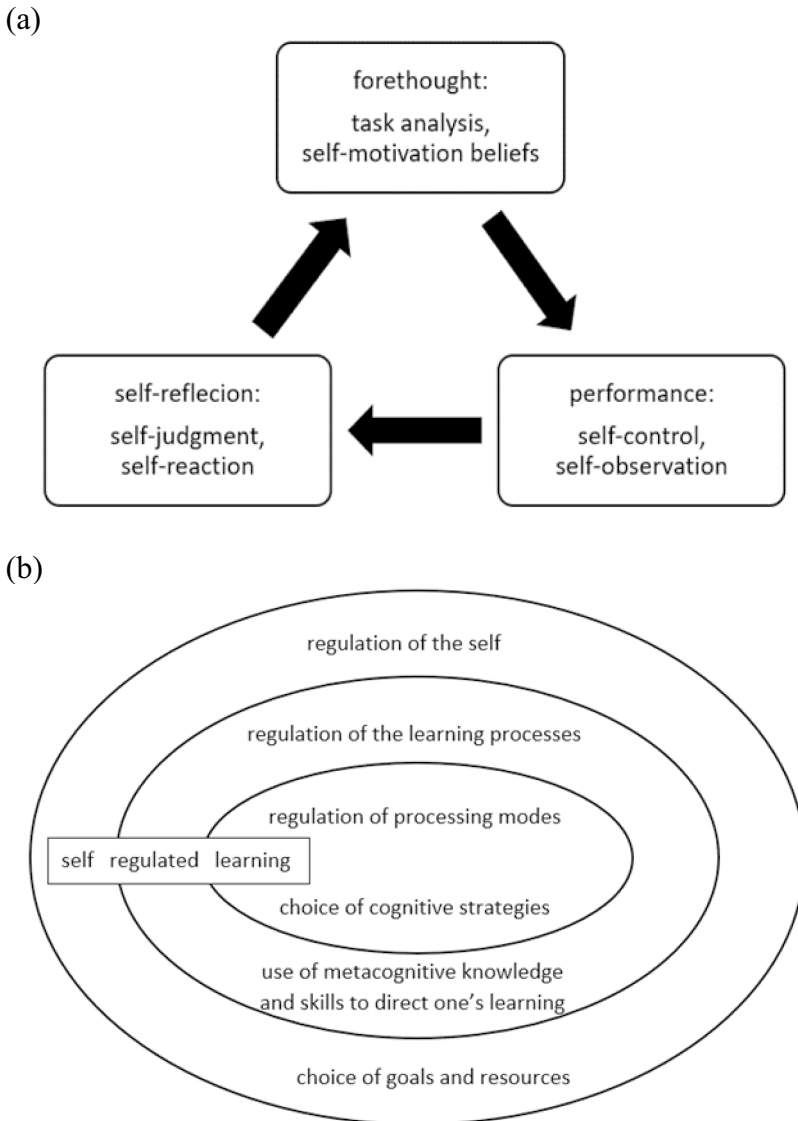 (a)
forethought:
task analysis,
self-motivation beliefs
self-reflecion:
self-judgment,
self-reaction
performance:
self-control,
self-observation
(b)
regulation of the self
regulation of the learning processes
regulation of processing modes
self regulated learning
choice of cognitive strategies
use of metacognitive knowledge
and skills to direct one's learning
choice of goals and resources